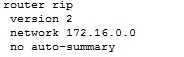 router rip
version 2
network 172.16.0.0
no auto-summary